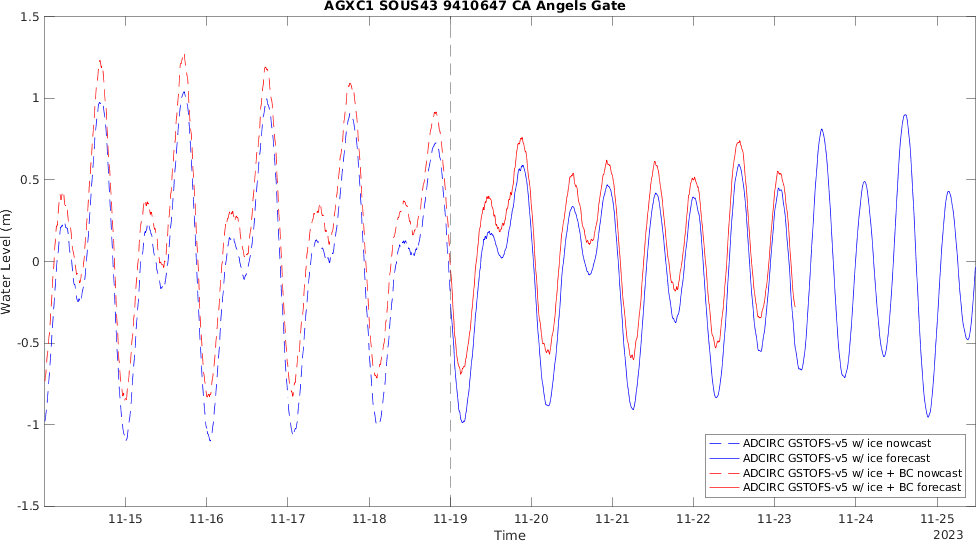 AGXC1 SOUS43 9410647 CA Angels Gate
Water Level (m)
1.5
1
0.5
0
-0.5
-1
-1.5
11-15
11-16
11-17
11-18
11-19
11-20
11-21
11-22
11-23
11-24
11-25
Time
2023
ADCIRC GSTOFS-v5 w/ ice nowcast
ADCIRC GSTOFS-v5 w/ ice forecast
ADCIRC GSTOFS-v5 w/ ice + BC nowcast
ADCIRC GSTOFS-v5 w/ ice + BC forecast